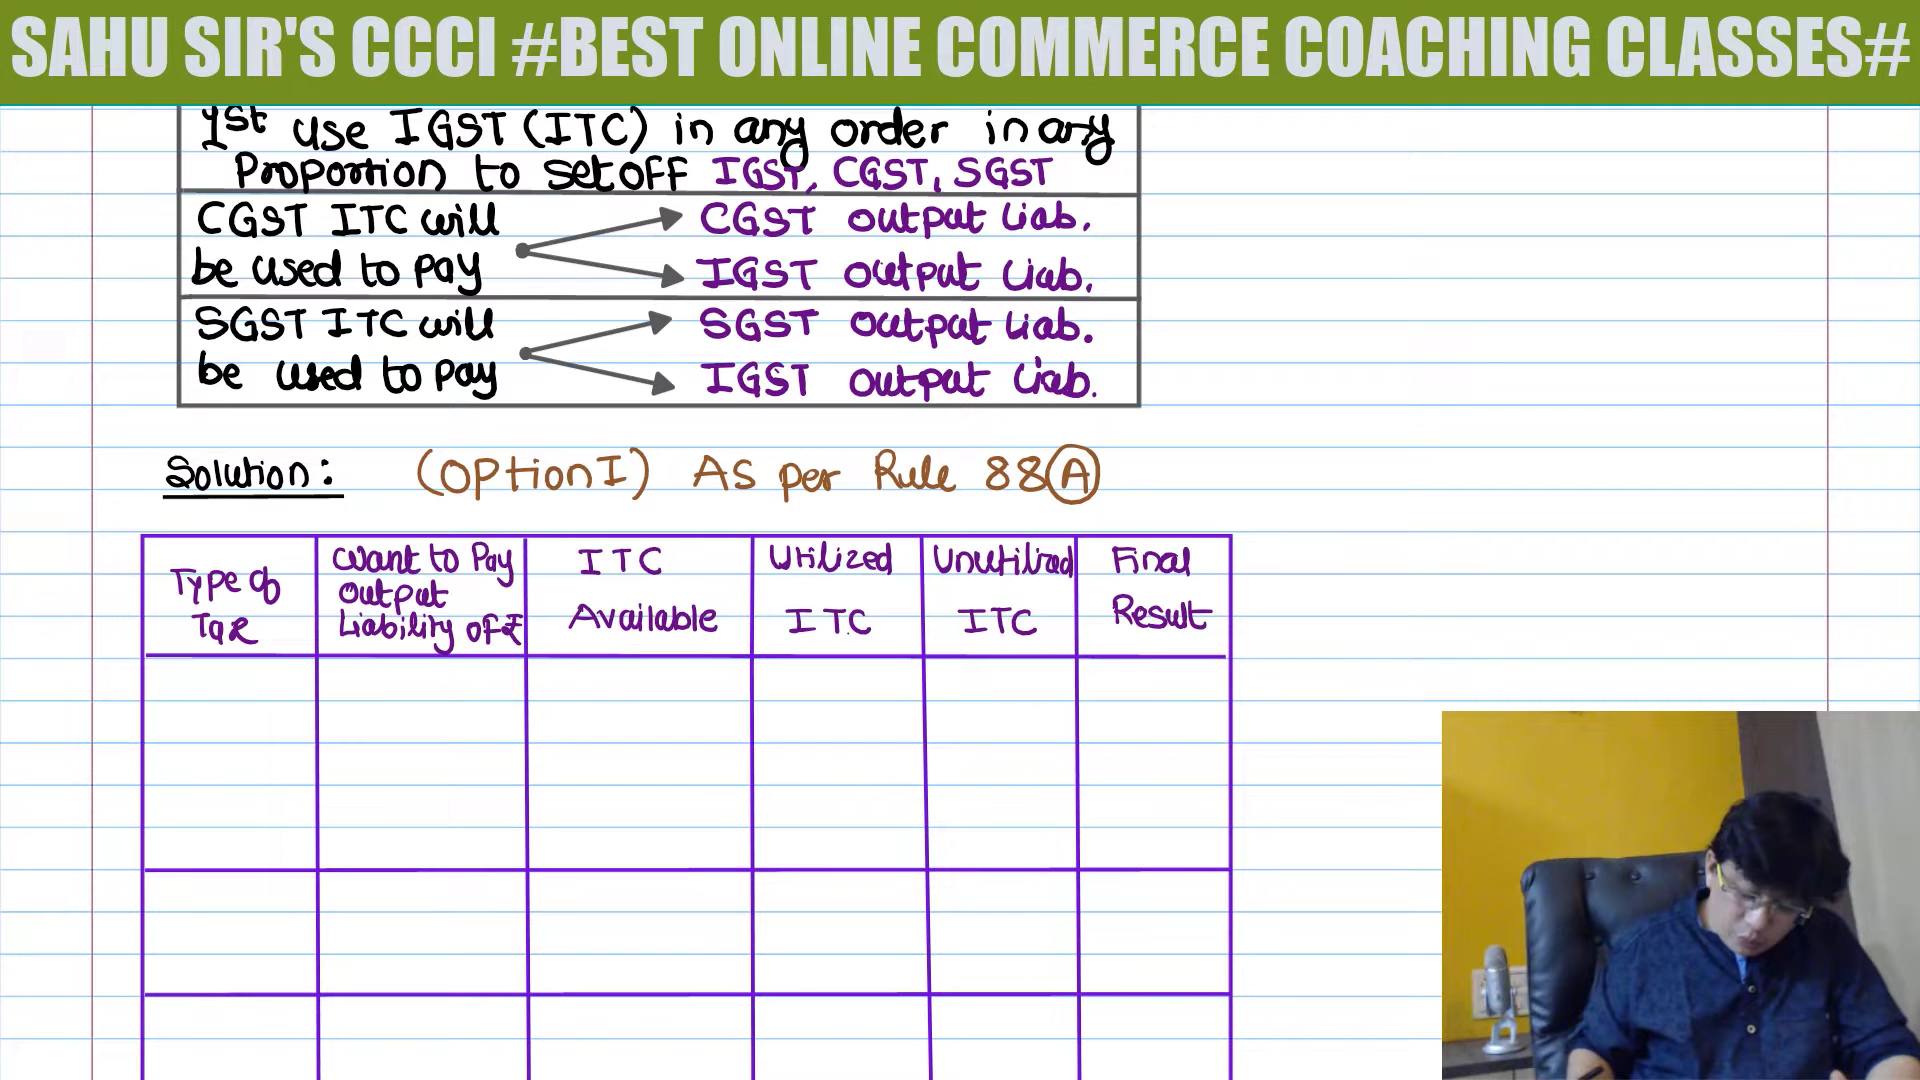 SAHU SIR'S CCCI #BEST ONLINE COMMERCE COACHING CLASSES#
1st use IGST (ITC) in any order in any
Proportion to setoff IGST, CGST, SGST
CGST ITC will
be used to pay
CGST output Liab.
IGST output Liab.
SGST ITC will
be used to pay
SGST output Liab.
IGST output Liab.
Solution: (Option I) As per Rule 88(A)
Type of
Tax
Want to Pay
output
Liability of ₹
ITC
Available
Utilized
ITC
Unutilized
ITC
Final
Result